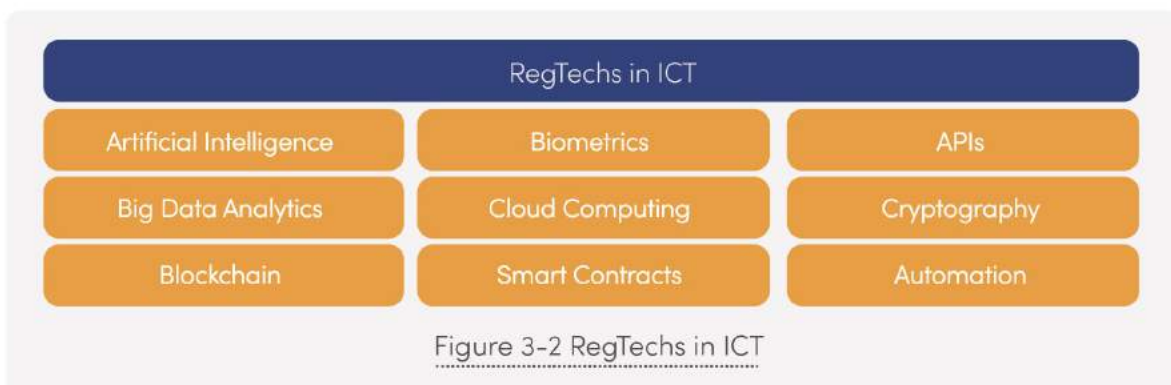 RegTechs in ICT
Artificial Intelligence
Biometrics
APIs
Big Data Analytics
Cloud Computing
Cryptography
Blockchain
Smart Contracts
Automation
Figure 3-2 RegTechs in ICT